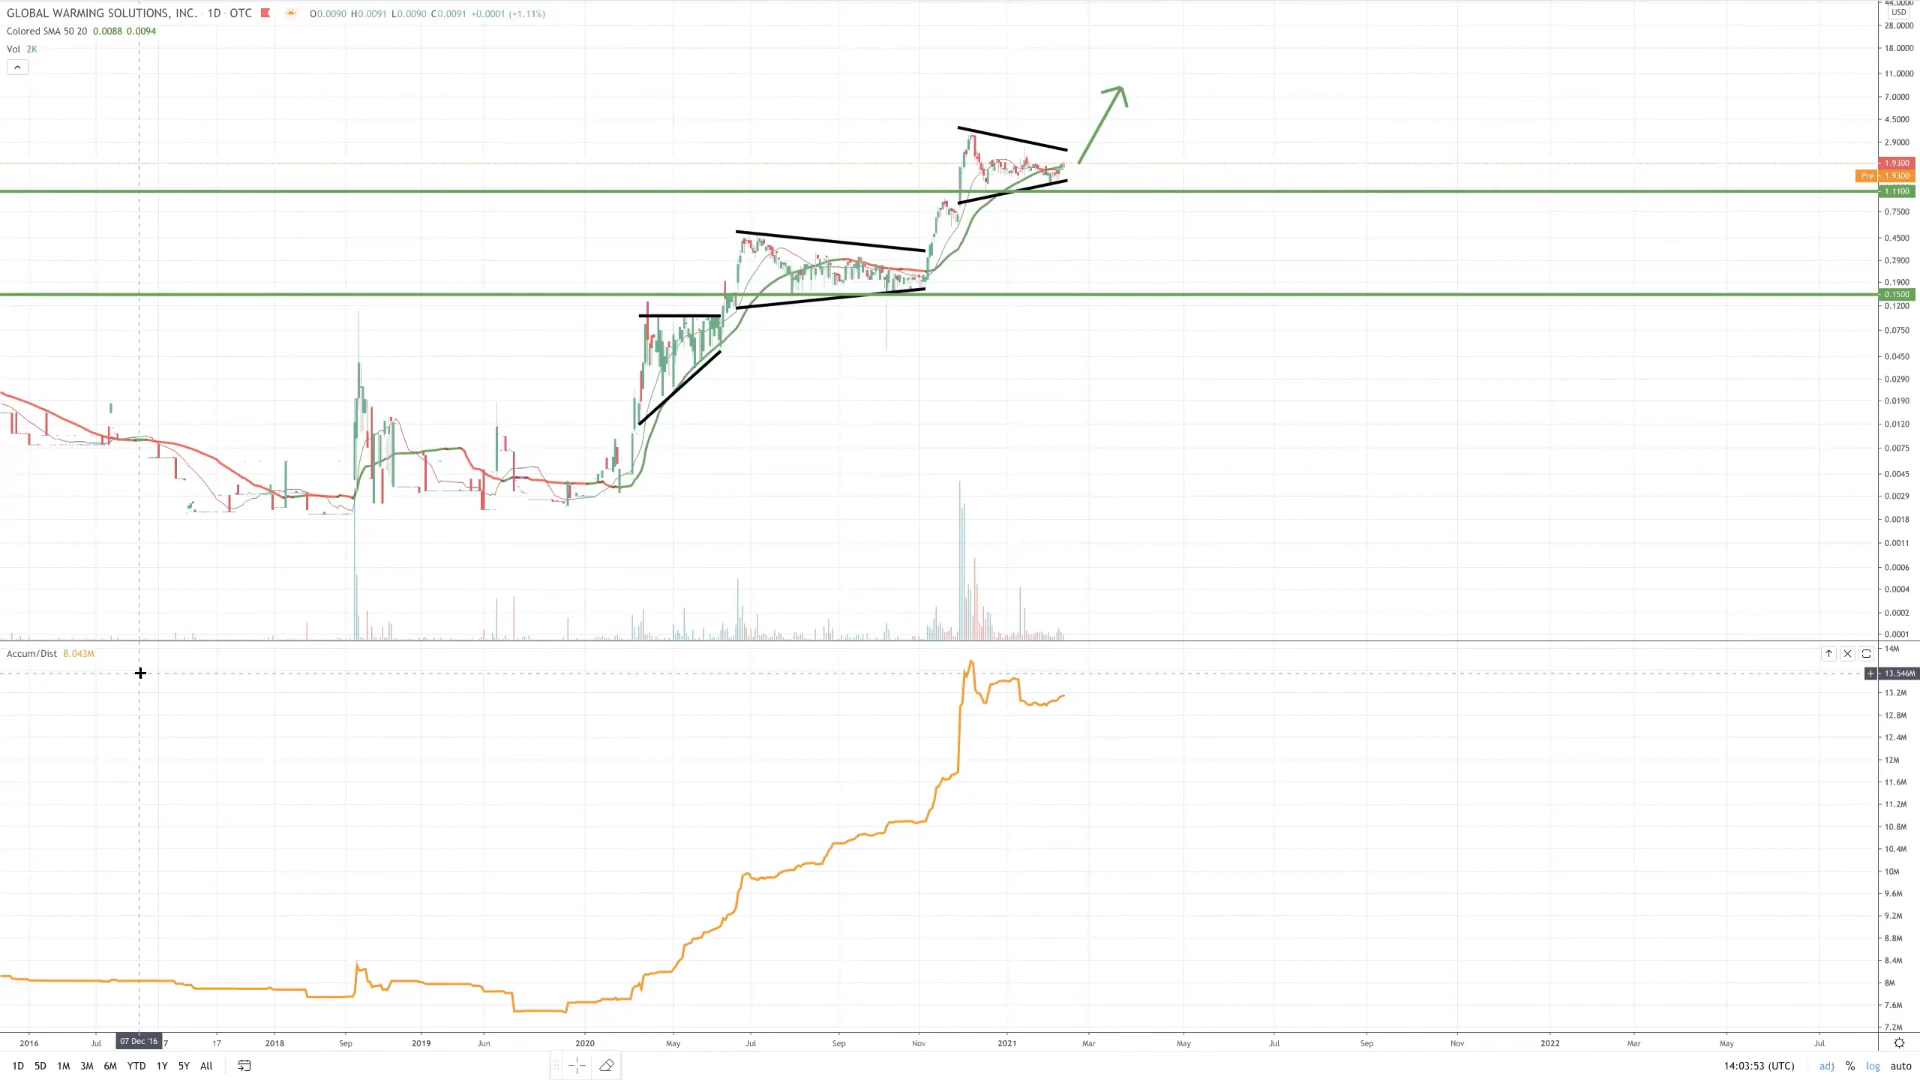 GLOBAL WARMING SOLUTIONS, INC. · 1D · OTC O0.0090 H0.0091 L0.0090 C0.0091 +0.0001 (+1.11%)
Colored SMA 50 20 0.0088 0.0094
Vol 2K
44.0000
USD
28.0000
18.0000
11.0000
7.0000
4.5000
2.9000
1.9300
Pre 1.9300
1.1100
0.7500
0.4500
0.2900
0.1900
0.1500
0.1200
0.0750
0.0450
0.0290
0.0190
0.0120
0.0075
0.0045
0.0029
0.0018
0.0011
0.0006
0.0004
0.0002
0.0001
Accum/Dist 8.043M
14M
13.546M
13.2M
12.8M
12.4M
12M
11.6M
11.2M
10.8M
10.4M
10M
9.6M
9.2M
8.8M
8.4M
8M
7.6M
7.2M
2016 Jul 07 Dec '16 7 17 2018 Sep 2019 Jun 2020 May Jul Sep Nov 2021 Mar May Jul Sep Nov 2022 Mar May Jul
1D 5D 1M 3M 6M YTD 1Y 5Y All 14:03:53 (UTC) adj % log auto